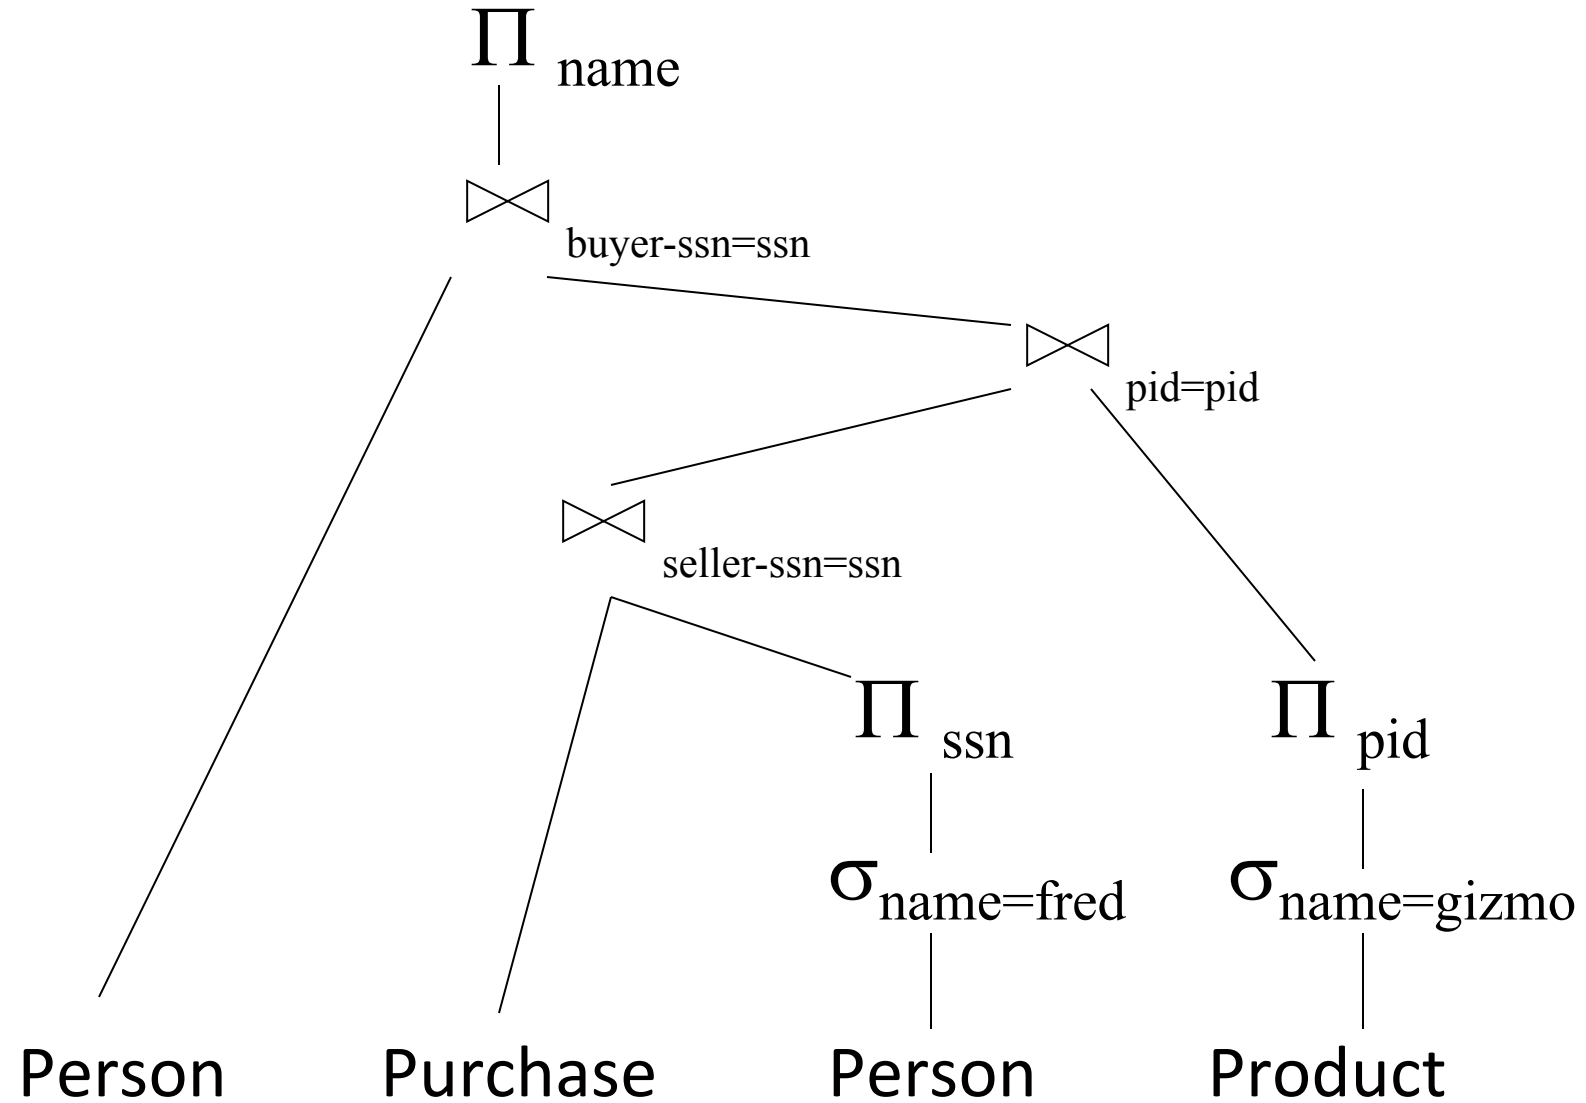 Π name
⋈ buyer-ssn=ssn
⋈ pid=pid
⋈ seller-ssn=ssn
Π ssn Π pid
σname=fred σname=gizmo
Person Purchase Person Product